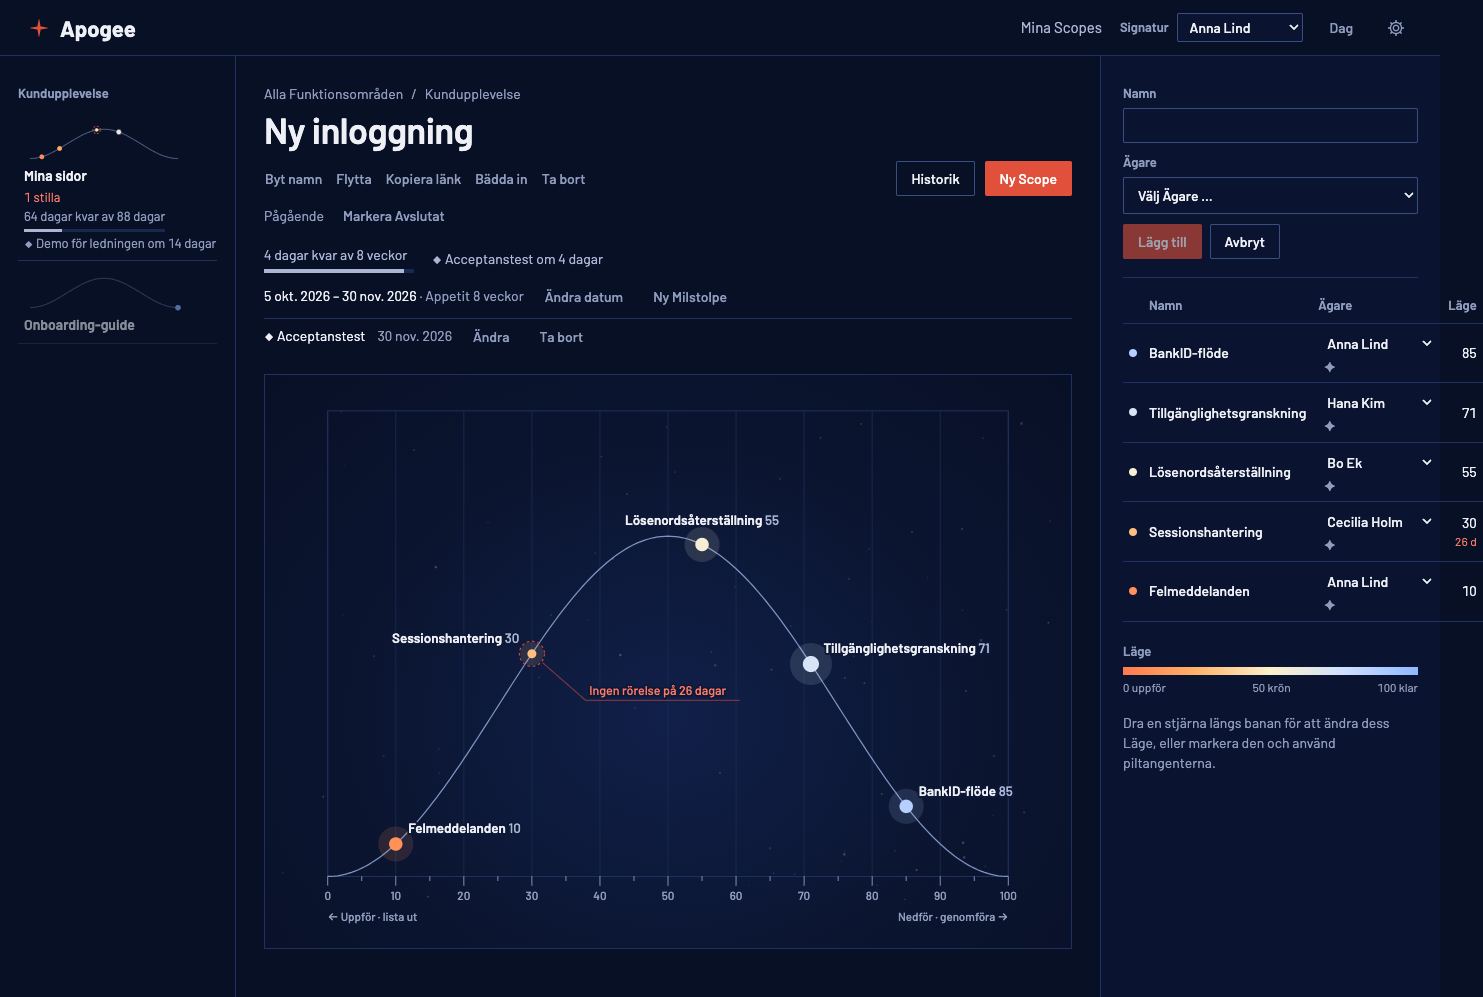 Apogee
Mina Scopes
Signatur
Anna Lind
Dag
Kundupplevelse
Mina sidor
1 stilla
64 dagar kvar av 88 dagar
◆ Demo för ledningen om 14 dagar
Onboarding-guide
Alla Funktionsområden / Kundupplevelse
Ny inloggning
Byt namn Flytta Kopiera länk Bädda in Ta bort
Historik
Ny Scope
Pågående Markera Avslutat
4 dagar kvar av 8 veckor
◆ Acceptanstest om 4 dagar
5 okt. 2026 – 30 nov. 2026 · Appetit 8 veckor Ändra datum Ny Milstolpe
◆ Acceptanstest 30 nov. 2026 Ändra Ta bort
Lösenordsåterställning 55
Sessionshantering 30
Tillgänglighetsgranskning 71
Ingen rörelse på 26 dagar
BankID-flöde 85
Felmeddelanden 10
0 10 20 30 40 50 60 70 80 90 100
← Uppför · lista ut
Nedför · genomföra →
Namn
Ägare
Välj Ägare ...
Lägg till
Avbryt
Namn Ägare Läge
BankID-flöde Anna Lind 85
Tillgänglighetsgranskning Hana Kim 71
Lösenordsåterställning Bo Ek 55
Sessionshantering Cecilia Holm 30
26 d
Felmeddelanden Anna Lind 10
Läge
0 uppför 50 krön 100 klar
Dra en stjärna längs banan för att ändra dess
Läge, eller markera den och använd
piltangenterna.